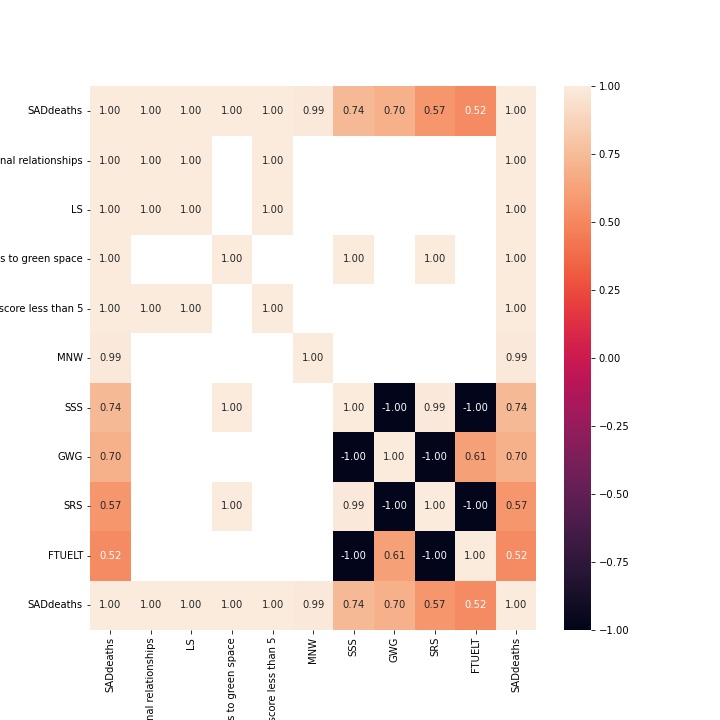 SADdeaths 1.00 1.00 1.00 1.00 1.00 0.99 0.74 0.70 0.57 0.52 1.00
nal relationships 1.00 1.00 1.00 1.00 1.00
LS 1.00 1.00 1.00 1.00 1.00
s to green space 1.00 1.00 1.00 1.00 1.00
score less than 5 1.00 1.00 1.00 1.00 1.00
MNW 0.99 1.00 0.99
SSS 0.74 1.00 1.00 -1.00 0.99 -1.00 0.74
GWG 0.70 -1.00 1.00 -1.00 0.61 0.70
SRS 0.57 1.00 0.99 -1.00 1.00 -1.00 0.57
FTUELT 0.52 -1.00 0.61 -1.00 1.00 0.52
SADdeaths 1.00 1.00 1.00 1.00 1.00 0.99 0.74 0.70 0.57 0.52 1.00
SADdeaths
nal relationships
LS
s to green space
score less than 5
MNW
SSS
GWG
SRS
FTUELT
SADdeaths
1.00
0.75
0.50
0.25
0.00
−0.25
−0.50
−0.75
−1.00